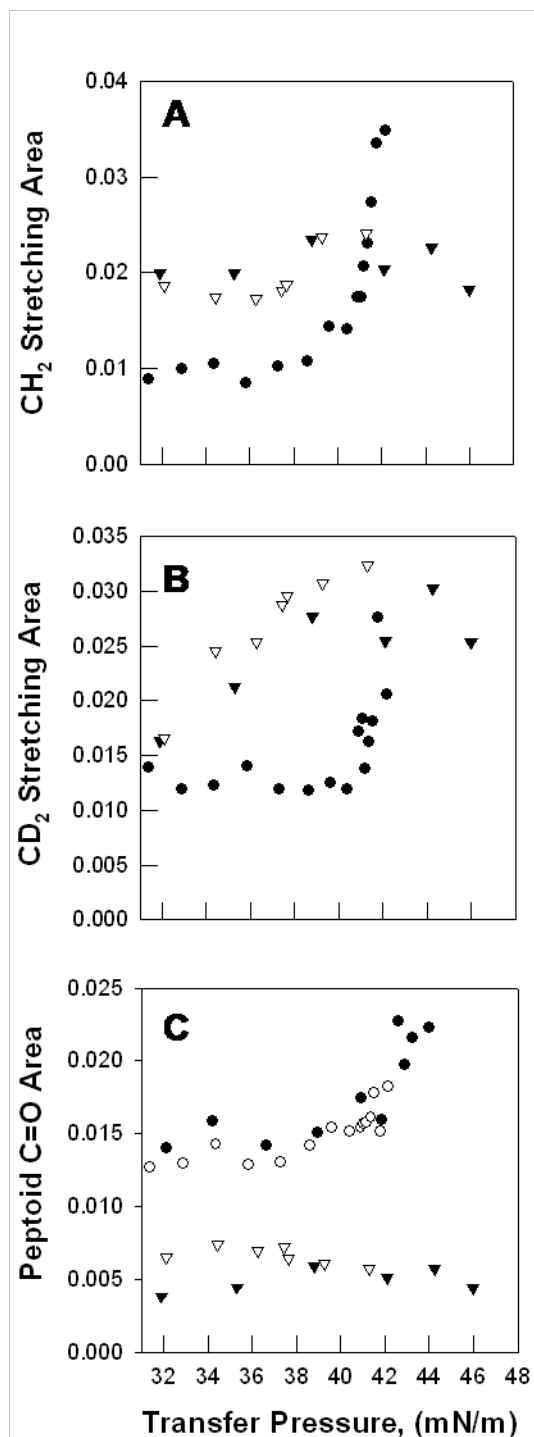 A
CH₂ Stretching Area
0.04
0.03
0.02
0.01
0.00
B
CD₂ Stretching Area
0.035
0.030
0.025
0.020
0.015
0.010
0.005
0.000
C
Peptoid C=O Area
0.025
0.020
0.015
0.010
0.005
0.000
32 34 36 38 40 42 44 46 48
Transfer Pressure, (mN/m)